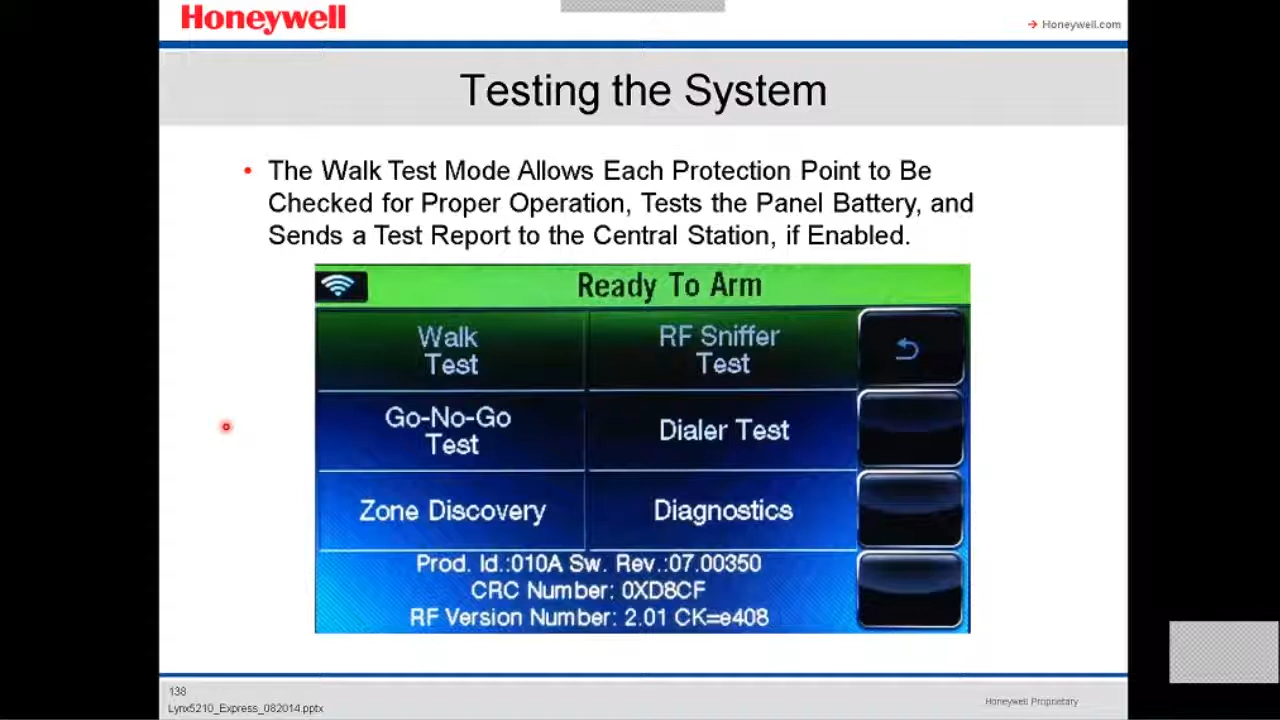 Honeywell
Honeywell.com
Testing the System
• The Walk Test Mode Allows Each Protection Point to Be
Checked for Proper Operation, Tests the Panel Battery, and
Sends a Test Report to the Central Station, if Enabled.
Ready To Arm
Walk
Test
RF Sniffer
Test
Go-No-Go
Test
Dialer Test
Zone Discovery
Diagnostics
Prod. Id.:010A Sw. Rev.:07.00350
CRC Number: 0XD8CF
RF Version Number: 2.01 CK=e408
138
Lynx5210_Express_082014.pptx
Honeywell Proprietary